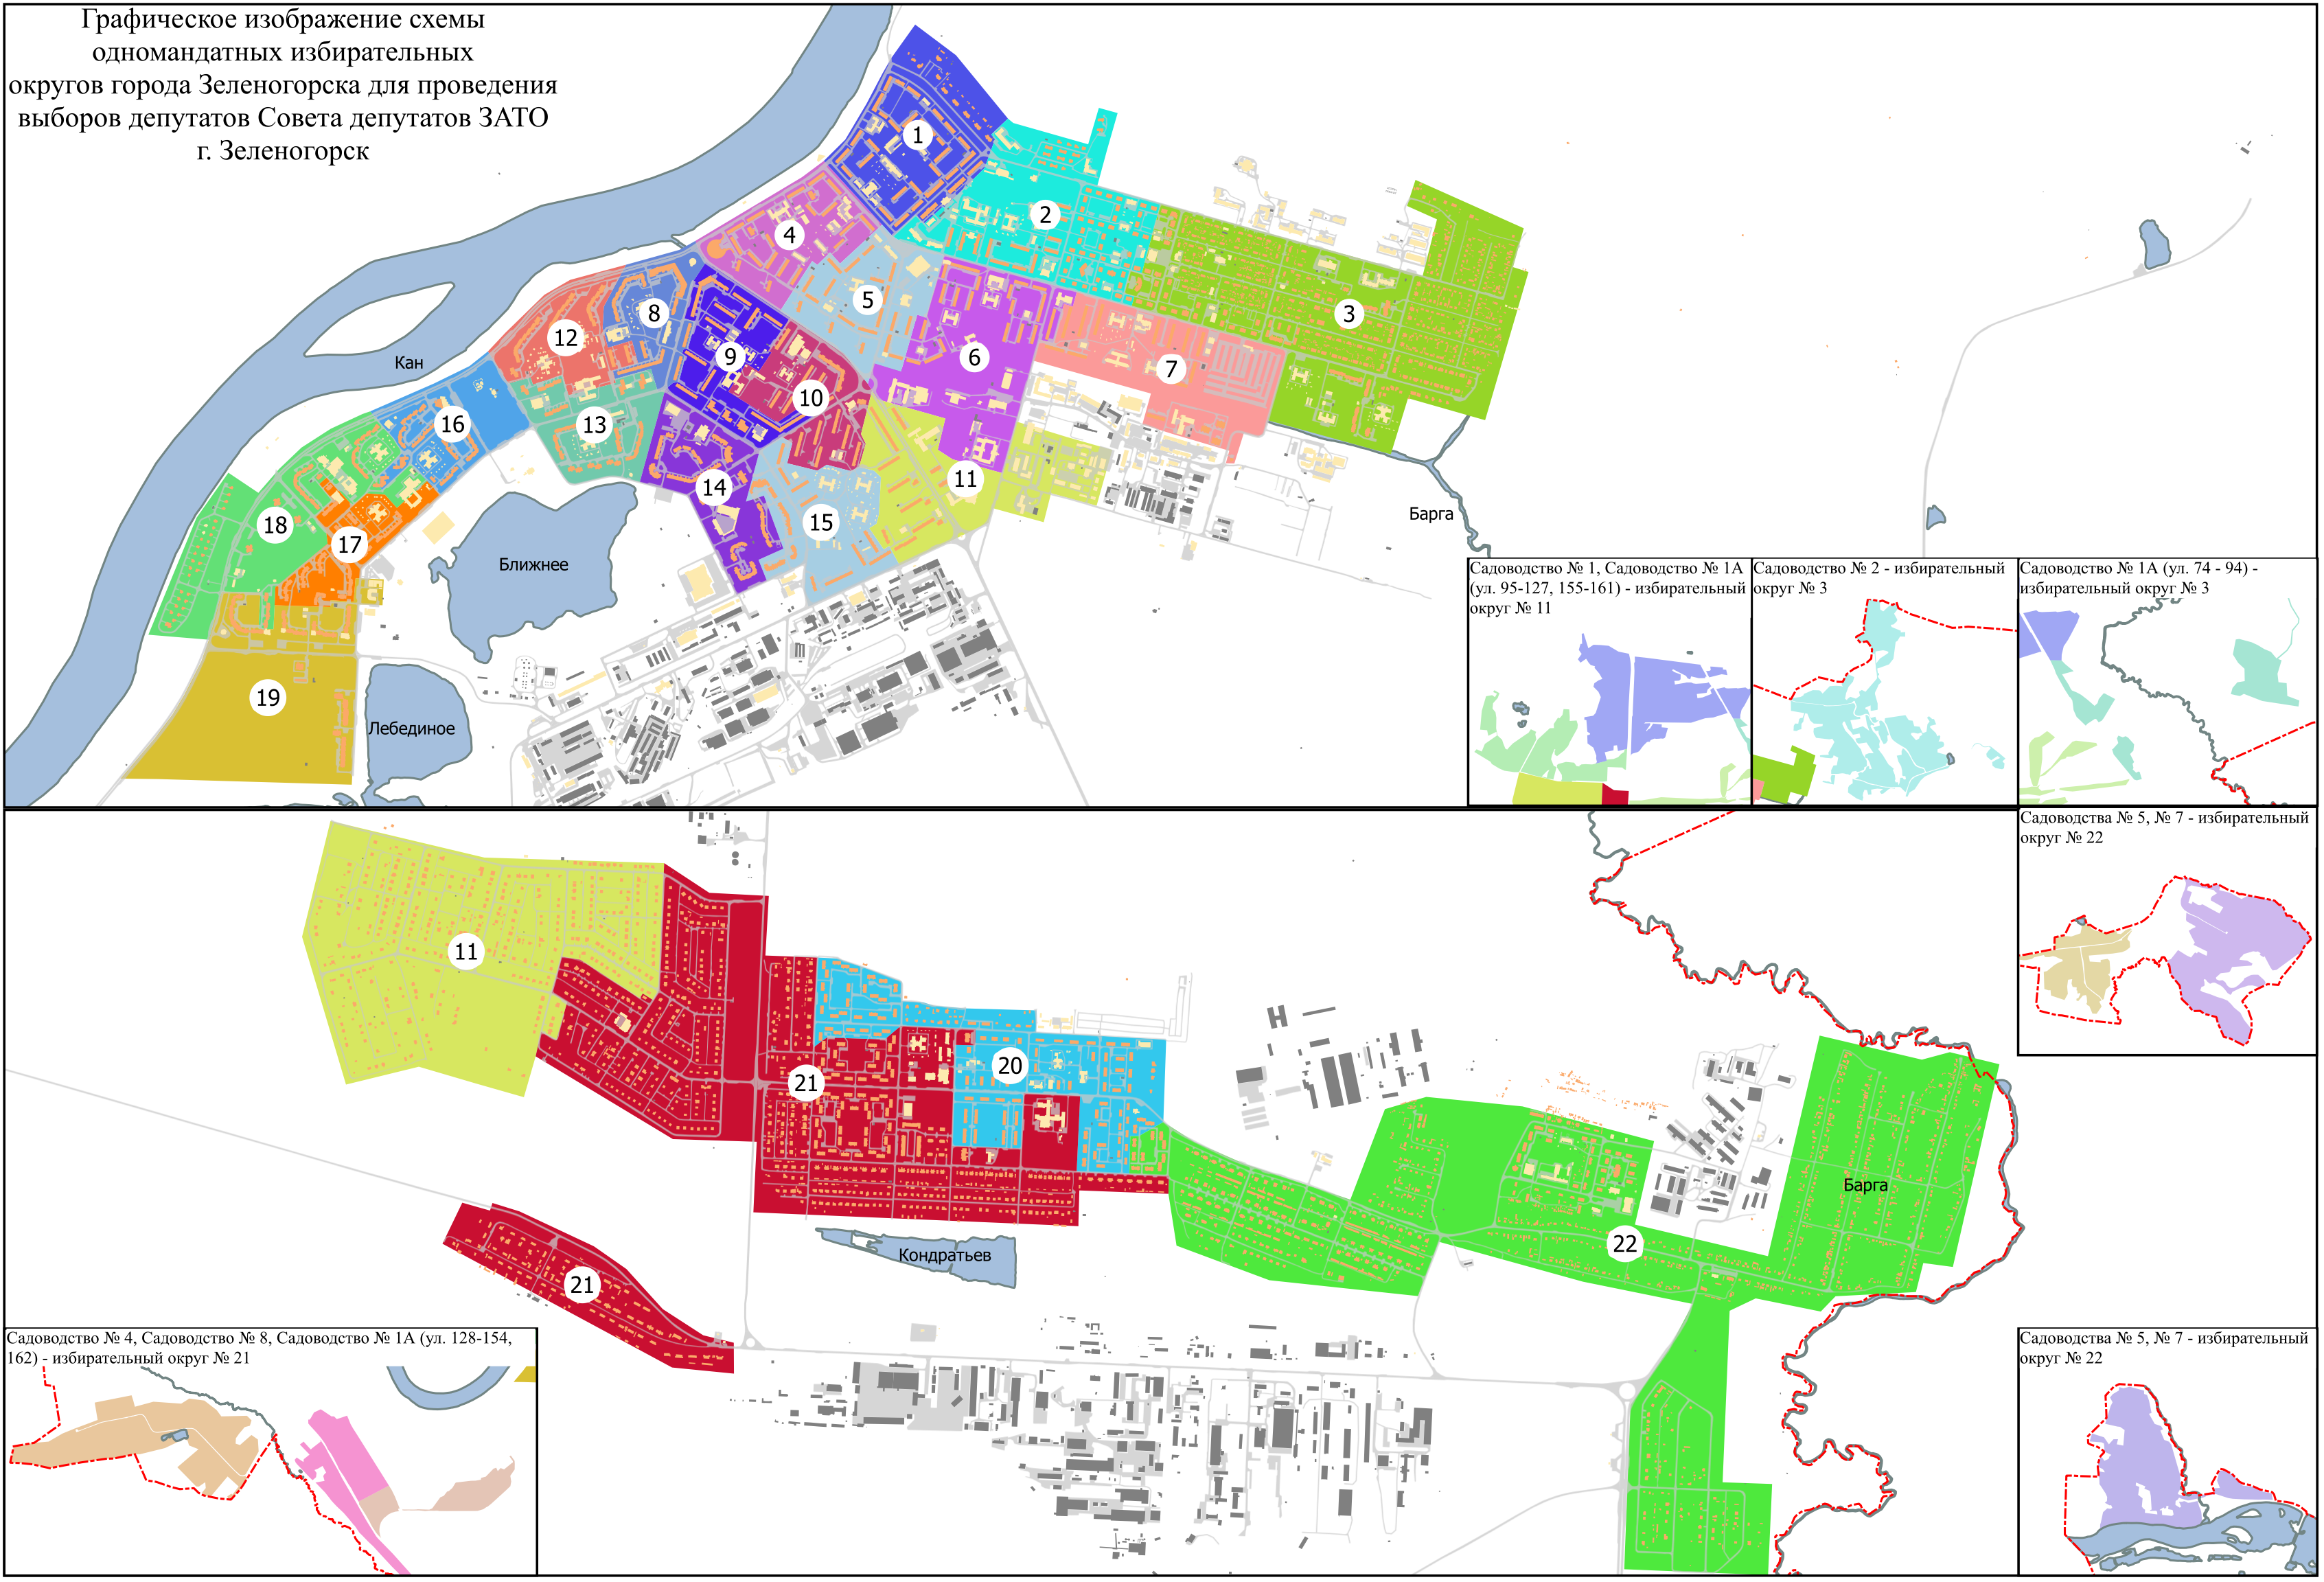 Графическое изображение схемы
одномандатных избирательных
округов города Зеленогорска для проведения
выборов депутатов Совета депутатов ЗАТО
г. Зеленогорск
1
2
3
4
5
6
7
8
9
10
11
12
13
14
15
16
17
18
19
Кан
Ближнее
Лебединое
Барга
Садоводство № 1, Садоводство № 1А
(ул. 95-127, 155-161) - избирательный
округ № 11
Садоводство № 2 - избирательный
округ № 3
Садоводство № 1А (ул. 74 - 94) -
избирательный округ № 3
Садоводства № 5, № 7 - избирательный
округ № 22
11
20
21
22
Барга
Кондратьев
21
Садоводство № 4, Садоводство № 8, Садоводство № 1А (ул. 128-154,
162) - избирательный округ № 21
Садоводства № 5, № 7 - избирательный
округ № 22